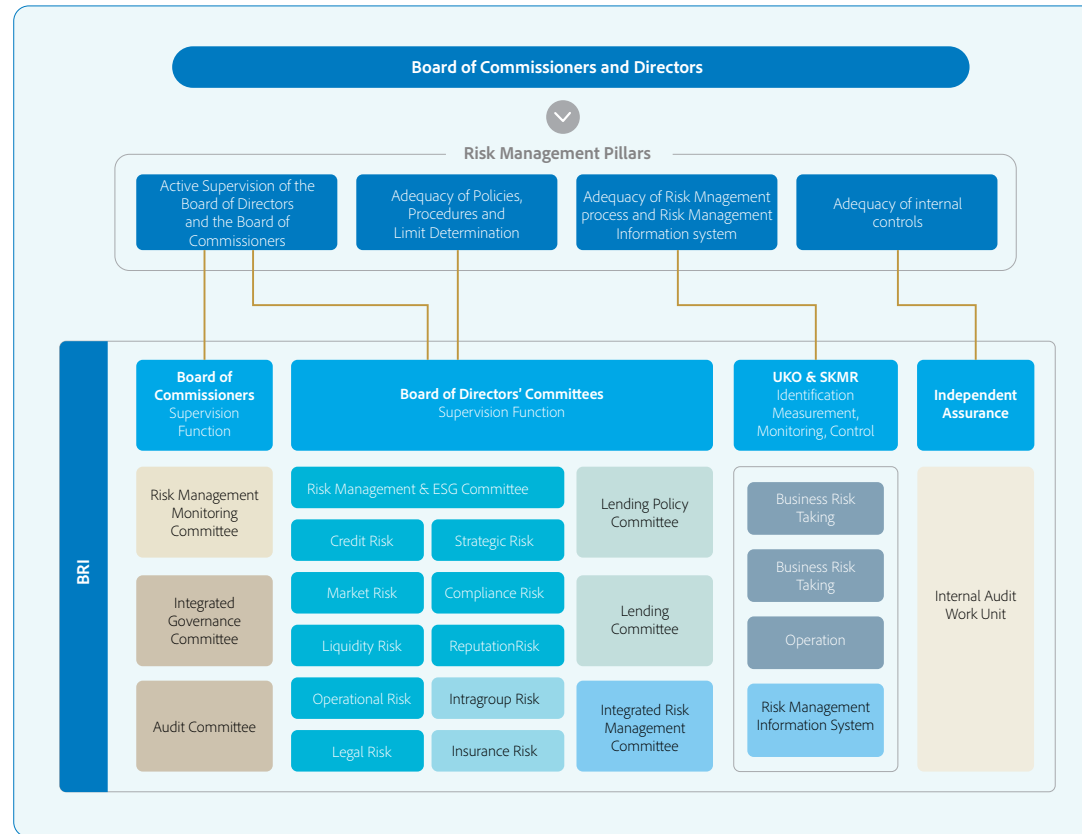 Board of Commissioners and Directors
Risk Management Pillars
Active Supervision of the
Board of Directors
and the Board of
Commissioners
Adequacy of Policies,
Procedures and
Limit Determination
Adequacy of Risk Mnagement
process and Risk Management
Information system
Adequacy of internal
controls
BRI
Board of
Commissioners
Supervision
Function
Board of Directors' Committees
Supervision Function
UKO & SKMR
Identification
Measurement,
Monitoring, Control
Independent
Assurance
Risk Management
Monitoring
Committee
Integrated
Governance
Committee
Audit Committee
Risk Management & ESG Committee
Credit Risk
Strategic Risk
Market Risk
Compliance Risk
Liquidity Risk
ReputationRisk
Operational Risk
Intragroup Risk
Legal Risk
Insurance Risk
Lending Policy
Committee
Lending
Committee
Integrated Risk
Management
Committee
Business Risk
Taking
Business Risk
Taking
Operation
Risk Management
Information System
Internal Audit
Work Unit